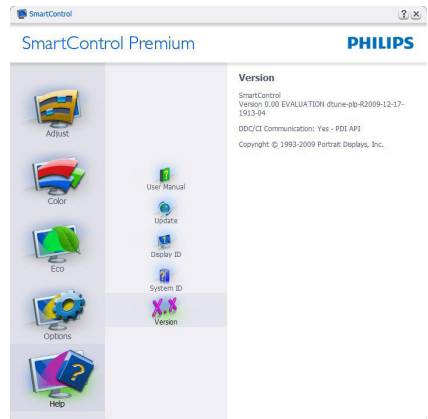 SmartControl
SmartControl Premium
PHILIPS
Adjust
Color
Eco
Options
Help
User Manual
Update
Display ID
System ID
X.X
Version
Version
SmartControl
Version 0.00 EVALUATION dtune-plb-R2009-12-17-
1913-04
DDC/CI Communication: Yes - PDI API
Copyright © 1993-2009 Portrait Displays, Inc.